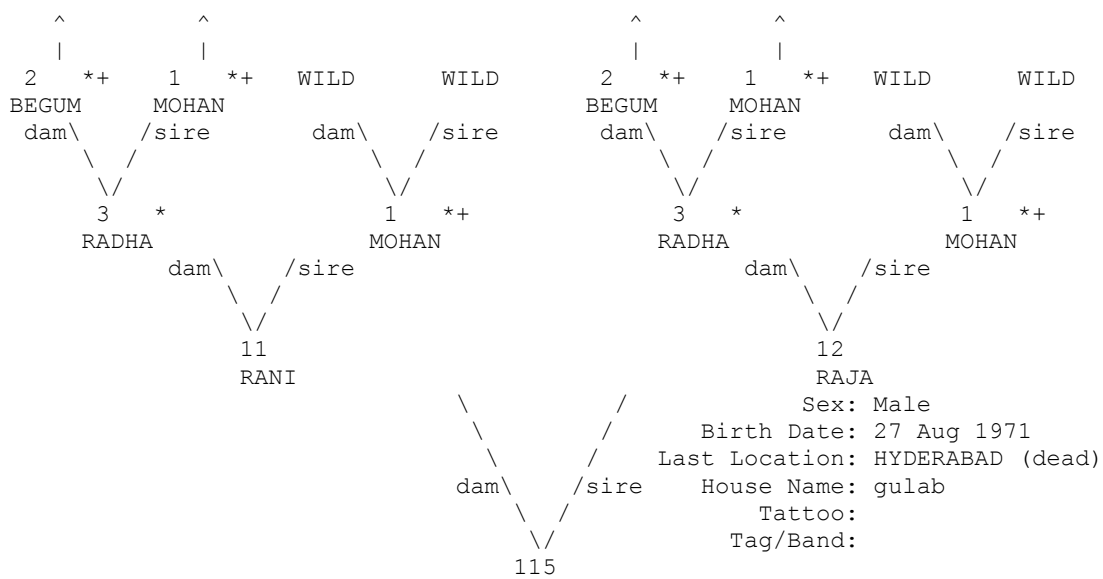 ^ ^ ^ ^
| | | |
2 *+ 1 *+ WILD WILD 2 *+ 1 *+ WILD WILD
BEGUM MOHAN BEGUM MOHAN
dam\ /sire dam\ /sire dam\ /sire dam\ /sire
\ / \ / \ / \ /
\/ \/ \/ \/
3 * 1 *+ 3 * 1 *+
RADHA MOHAN RADHA MOHAN
dam\ /sire dam\ /sire
\ / \ /
\/ \/
11 12
RANI RAJA
\ / Sex: Male
\ / Birth Date: 27 Aug 1971
\ / Last Location: HYDERABAD (dead)
dam\ /sire House Name: gulab
\ / Tattoo:
\/ Tag/Band:
115